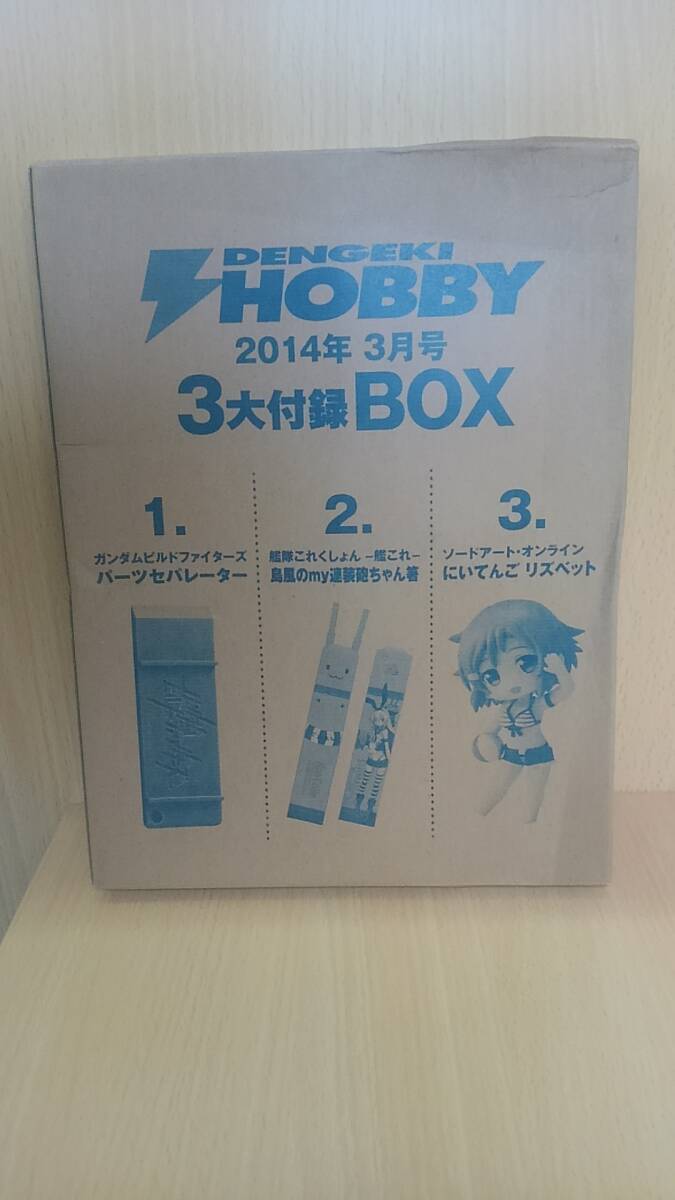 DENGEKI
HOBBY
2014年 3月号
3大付録 BOX
1.
ガンダムビルドファイターズ
パーツセパレーター
2.
艦隊これくしょん -艦これ-
島風のmy連装砲ちゃん箸
3.
ソードアート・オンライン
にいてんご リズベット